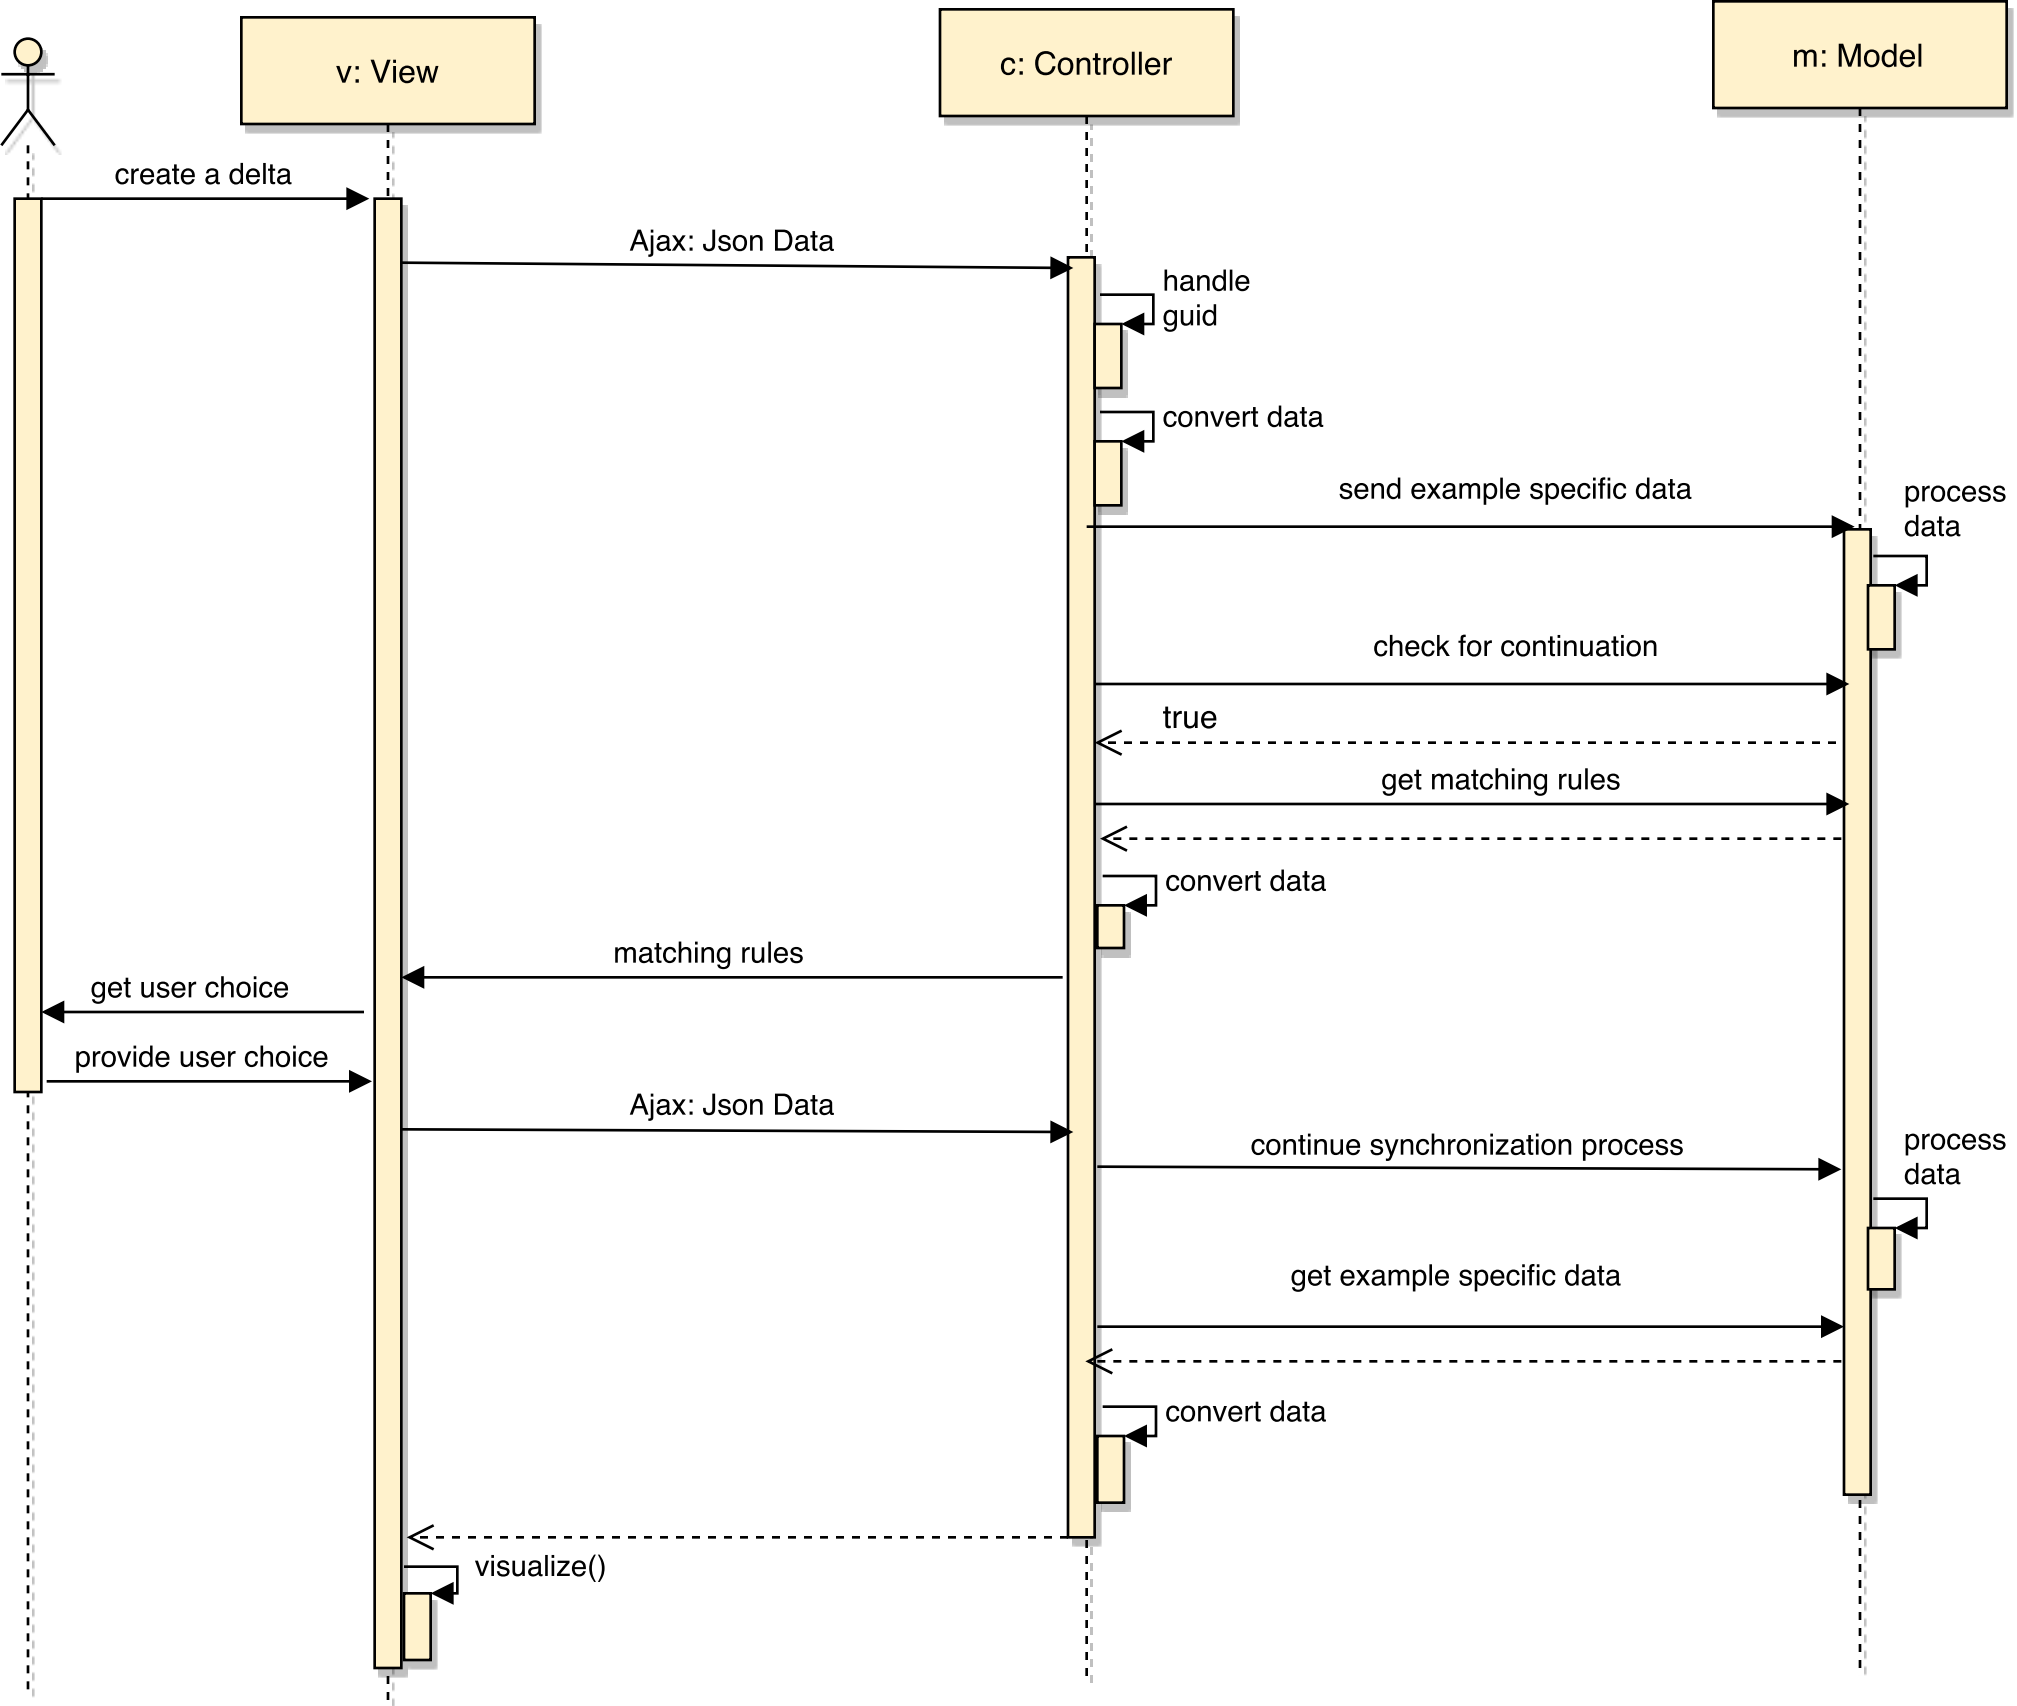 v: View
c: Controller
m: Model
create a delta
Ajax: Json Data
handle
guid
convert data
send example specific data
process
data
check for continuation
true
get matching rules
convert data
matching rules
get user choice
provide user choice
Ajax: Json Data
continue synchronization process
process
data
get example specific data
convert data
visualize()